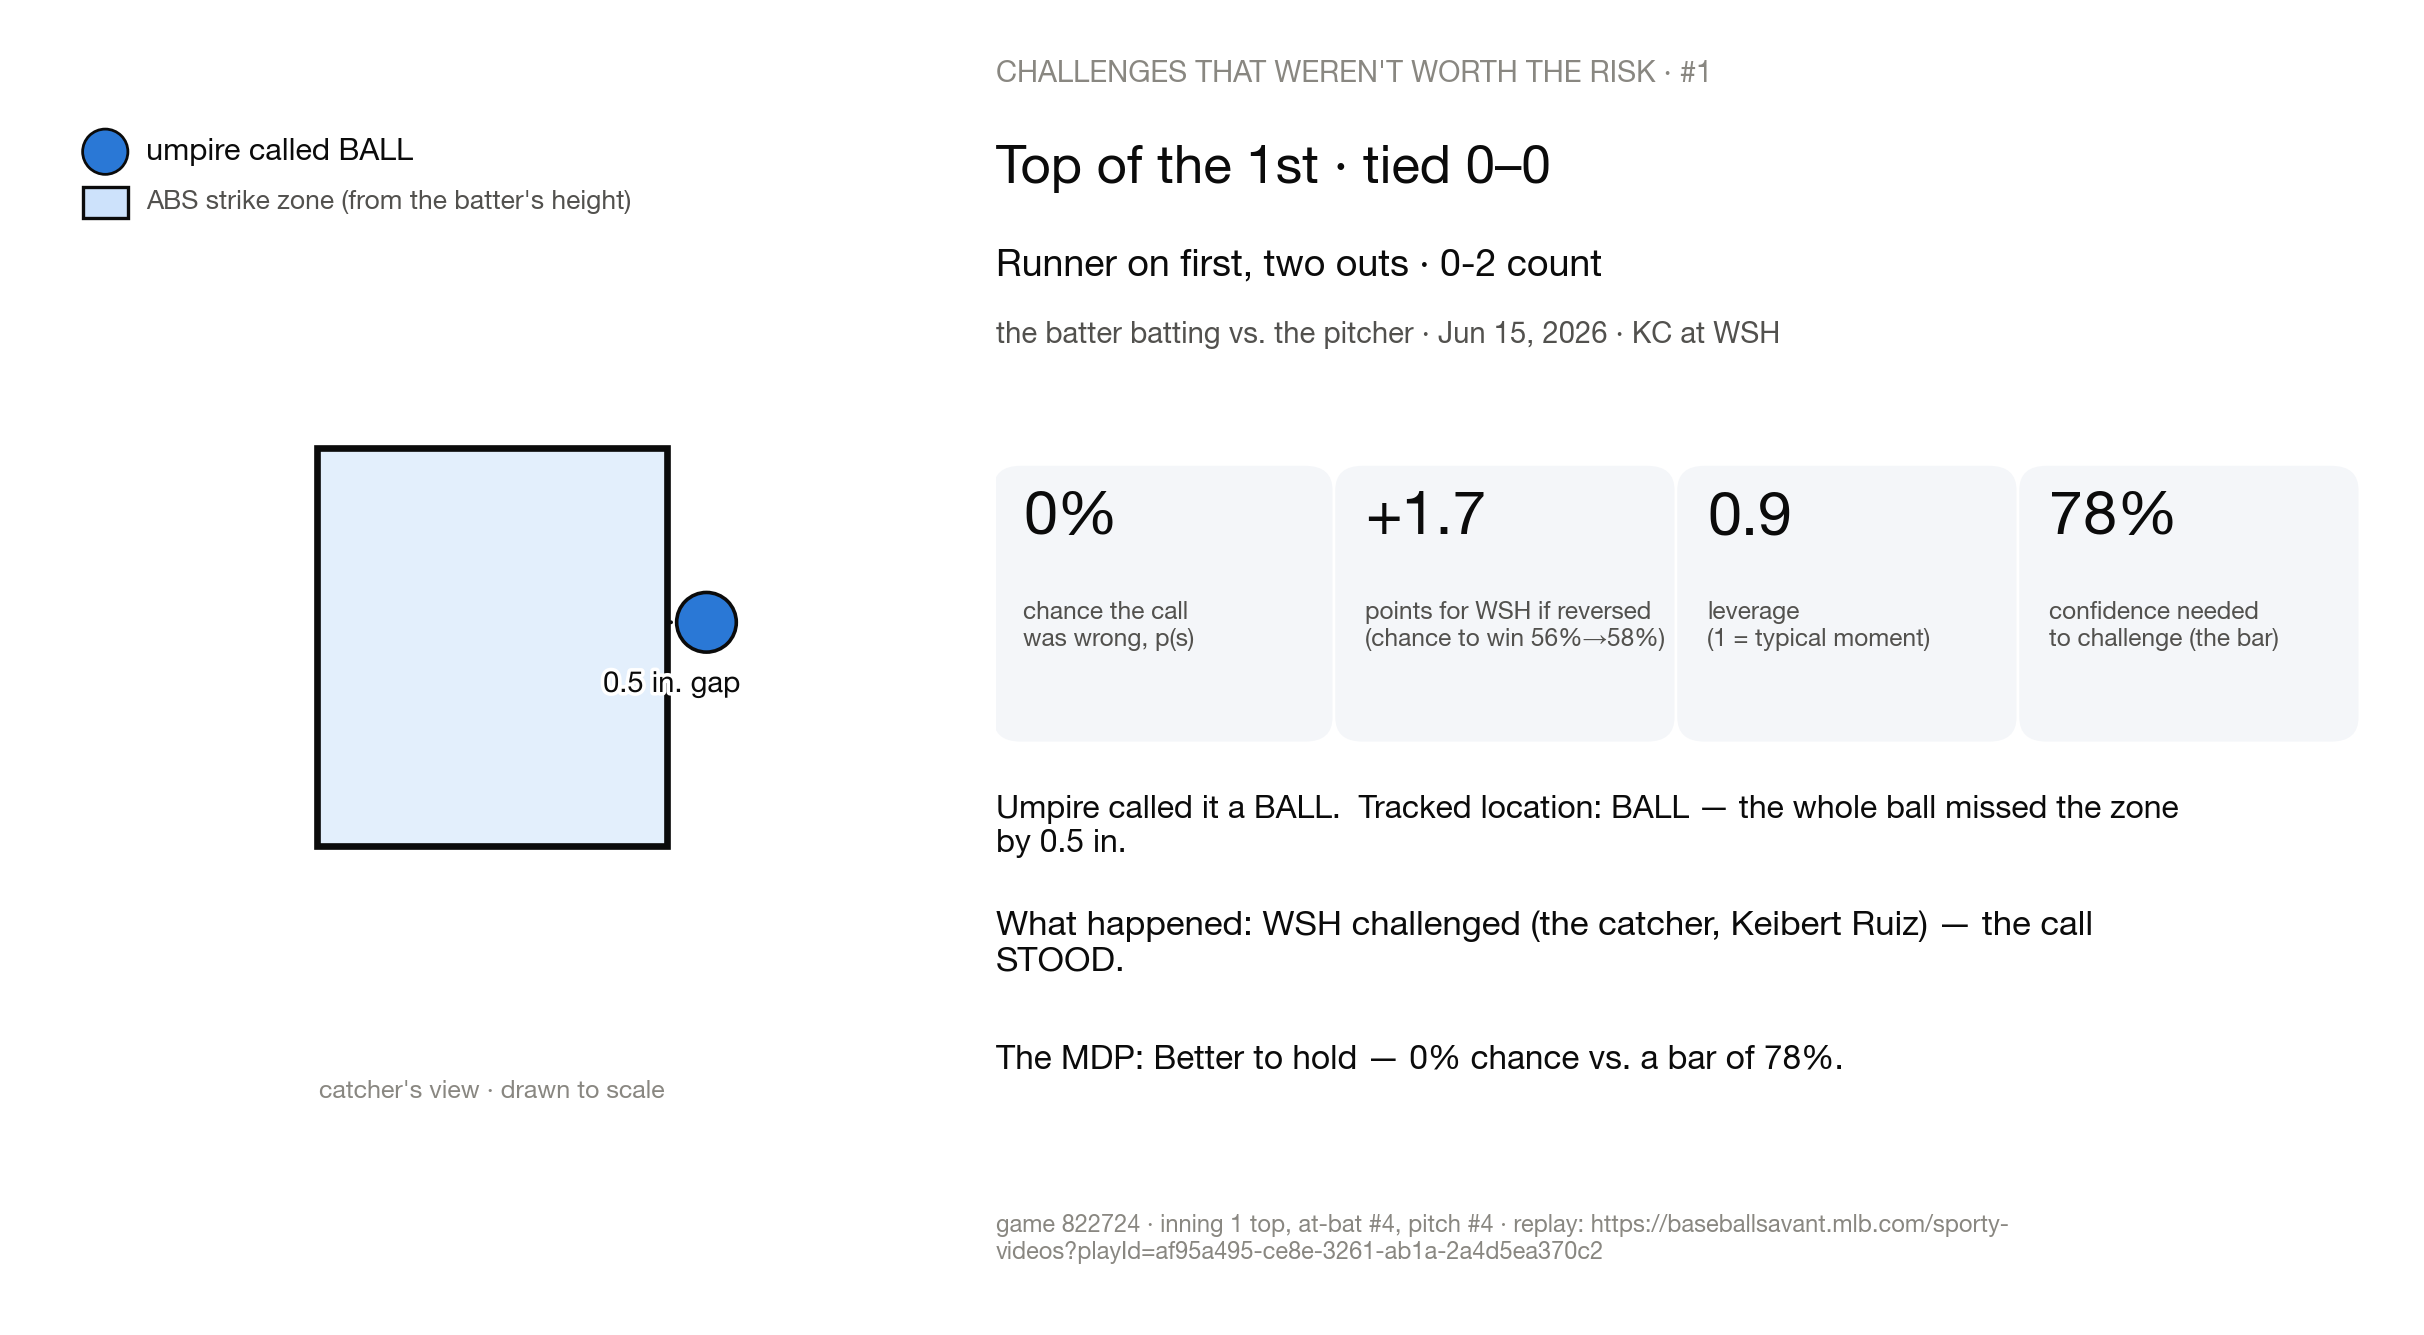 umpire called BALL
ABS strike zone (from the batter's height)
0.5 in. gap
catcher's view · drawn to scale
CHALLENGES THAT WEREN'T WORTH THE RISK · #1
Top of the 1st · tied 0–0
Runner on first, two outs · 0-2 count
the batter batting vs. the pitcher · Jun 15, 2026 · KC at WSH
0%
chance the call
was wrong, p(s)
+1.7
points for WSH if reversed
(chance to win 56%→58%)
0.9
leverage
(1 = typical moment)
78%
confidence needed
to challenge (the bar)
Umpire called it a BALL.  Tracked location: BALL — the whole ball missed the zone
by 0.5 in.
What happened: WSH challenged (the catcher, Keibert Ruiz) — the call
STOOD.
The MDP: Better to hold — 0% chance vs. a bar of 78%.
game 822724 · inning 1 top, at-bat #4, pitch #4 · replay: https://baseballsavant.mlb.com/sporty-
videos?playId=af95a495-ce8e-3261-ab1a-2a4d5ea370c2